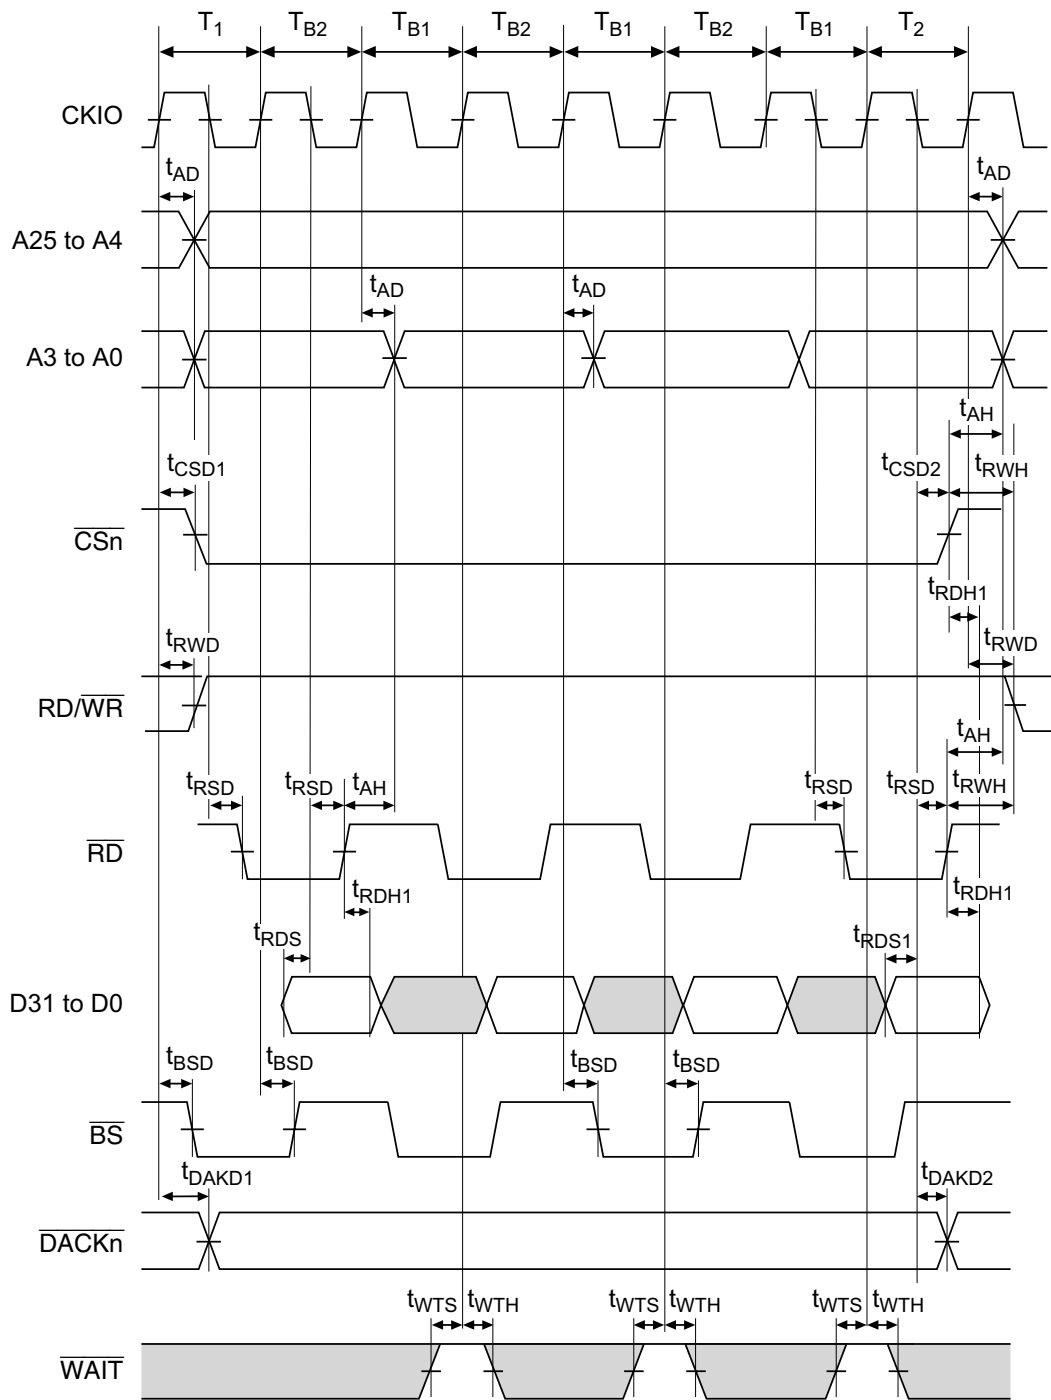 T1 TB2 TB1 TB2 TB1 TB2 TB1 T2
CKIO
tAD tAD
A25 to A4
tAD tAD
A3 to A0
tAH
tCSD1 tCSD2 tRWH
CSn
tRDH1
tRWD tRWD
RD/WR
tAH
tRSD tRSD tAH tRSD tRSD tRWH
RD
tRDH1 tRDH1
tRDS tRDS1
D31 to D0
tBSD tBSD tBSD tBSD
BS
tDAKD1 tDAKD2
DACKn
tWTS tWTH tWTS tWTH tWTS tWTH
WAIT